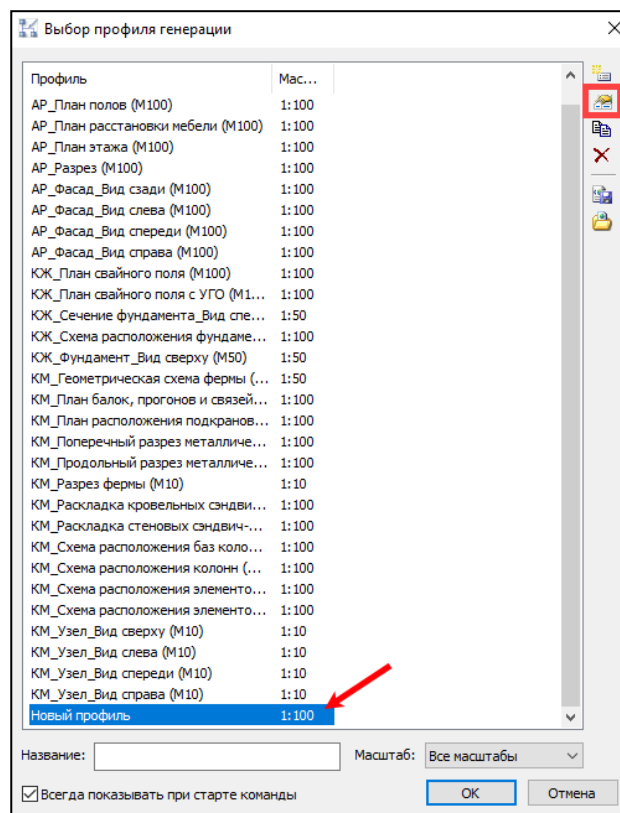 Выбор профиля генерации
Профиль Мас...
АР_План полов (М100) 1:100
АР_План расстановки мебели (М100) 1:100
АР_План этажа (М100) 1:100
АР_Разрез (М100) 1:100
АР_Фасад_Вид сзади (М100) 1:100
АР_Фасад_Вид слева (М100) 1:100
АР_Фасад_Вид спереди (М100) 1:100
АР_Фасад_Вид справа (М100) 1:100
КЖ_План свайного поля (М100) 1:100
КЖ_План свайного поля с УГО (М1... 1:100
КЖ_Сечение фундамента_Вид спе... 1:50
КЖ_Схема расположения фундаме... 1:100
КЖ_Фундамент_Вид сверху (М50) 1:50
КМ_Геометрическая схема фермы (... 1:50
КМ_План балок, прогонов и связей... 1:100
КМ_План расположения подкранов... 1:100
КМ_Поперечный разрез металличе... 1:100
КМ_Продольный разрез металличе... 1:100
КМ_Разрез фермы (М10) 1:10
КМ_Раскладка кровельных сэндви... 1:100
КМ_Раскладка стеновых сэндвич-... 1:100
КМ_Схема расположения баз коло... 1:100
КМ_Схема расположения колонн (... 1:100
КМ_Схема расположения элементо... 1:100
КМ_Схема расположения элементо... 1:100
КМ_Узел_Вид сверху (М10) 1:10
КМ_Узел_Вид слева (М10) 1:10
КМ_Узел_Вид спереди (М10) 1:10
КМ_Узел_Вид справа (М10) 1:10
Новый профиль 1:100
Название: Масштаб: Все масштабы
Всегда показывать при старте команды OK Отмена